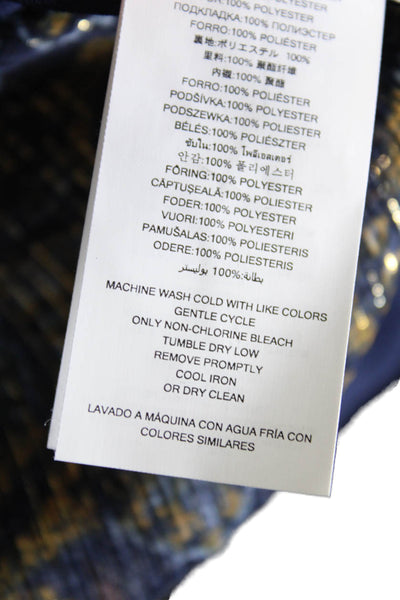 ПОДКЛАДКА:100% ПОЛИЭСТЕР
FORRO: 100% POLIÉSTER
裏地:ポリエステル 100%
里料:100% 聚酯纤维
內襯:100% 聚酯
FORRO:100% POLIÉSTER
PODŠÍVKA:100% POLYESTER
PODSZEWKA:100% POLIESTER
BÉLÉS:100% POLIÉSZTER
ซับใน: 100% โพลีเอสเตอร์
안감:100% 폴리에스터
FÔRING:100% POLYESTER
CĂPTUŞEALĂ:100% POLIESTER
FODER:100% POLYESTER
VUORI:100% POLYESTERI
PAMUŠALAS:100% POLIESTERIS
ODERE:100% POLIESTERIS
بطانة:100% بوليستر
MACHINE WASH COLD WITH LIKE COLORS
GENTLE CYCLE
ONLY NON-CHLORINE BLEACH
TUMBLE DRY LOW
REMOVE PROMPTLY
COOL IRON
OR DRY CLEAN
LAVADO A MÁQUINA CON AGUA FRÍA CON
COLORES SIMILARES